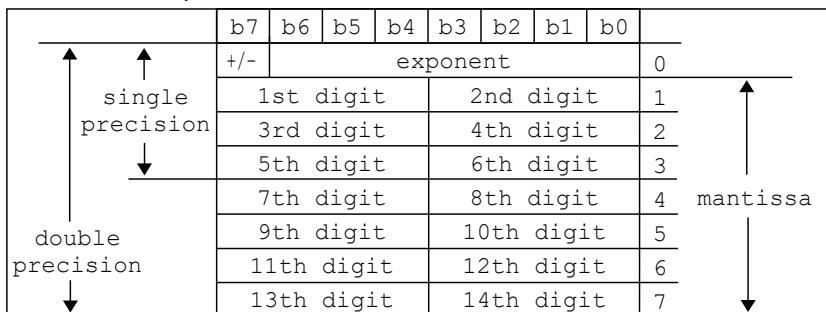 b7 b6 b5 b4 b3 b2 b1 b0
+/- exponent 0
single precision
1st digit 2nd digit 1
3rd digit 4th digit 2
5th digit 6th digit 3
7th digit 8th digit 4
mantissa
double precision
9th digit 10th digit 5
11th digit 12th digit 6
13th digit 14th digit 7